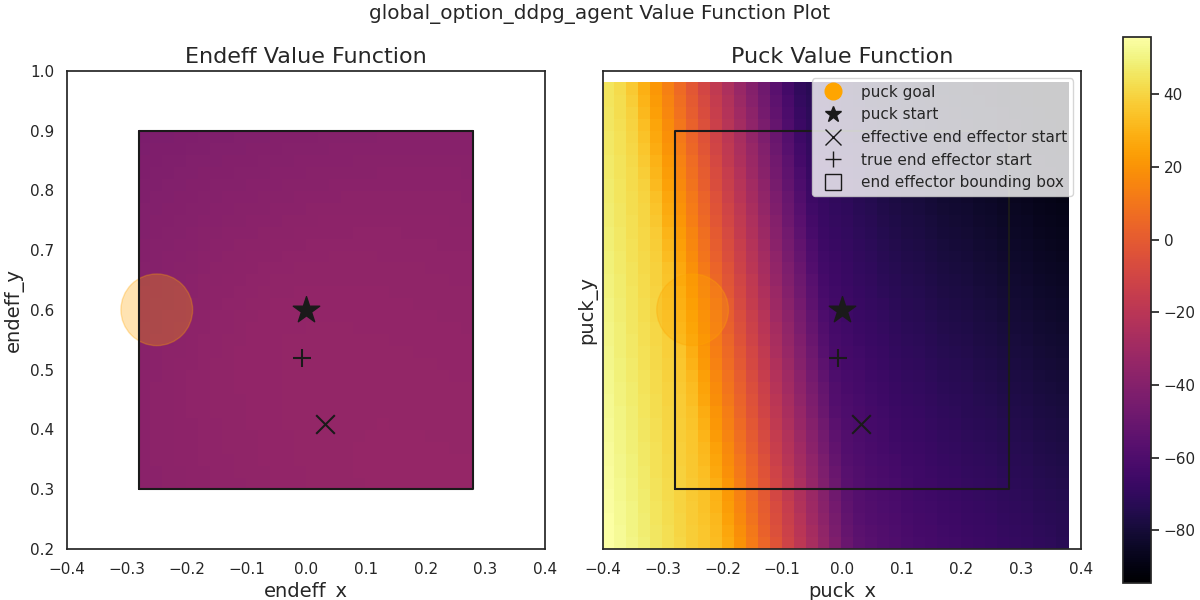 global_option_ddpg_agent Value Function Plot
Endeff Value Function
endeff_y
1.0
0.9
0.8
0.7
0.6
0.5
0.4
0.3
0.2
−0.4 −0.3 −0.2 −0.1 0.0 0.1 0.2 0.3 0.4
endeff_x
Puck Value Function
puck goal
puck start
effective end effector start
true end effector start
end effector bounding box
puck_y
−0.4 −0.3 −0.2 −0.1 0.0 0.1 0.2 0.3 0.4
puck_x
40
20
0
−20
−40
−60
−80